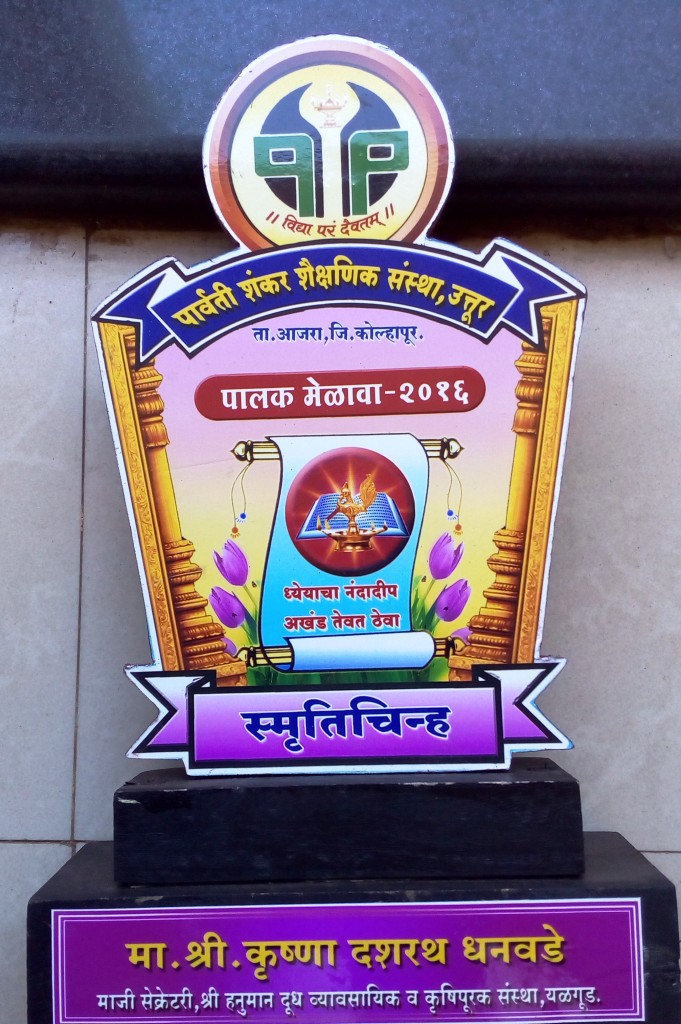 ।। विद्या परं दैवतम् ।।
पार्वती शंकर शैक्षणिक संस्था,उत्तूर
ता.आजरा,जि.कोल्हापूर.
पालक मेळावा-२०१६
ध्येयाचा नंदादीप
अखंड तेवत ठेवा
स्मृतिचिन्ह
मा.श्री.कृष्णा दशरथ धनवडे
माजी सेक्रेटरी,श्री हनुमान दूध व्यावसायिक व कृषिपूरक संस्था,यळगूड.